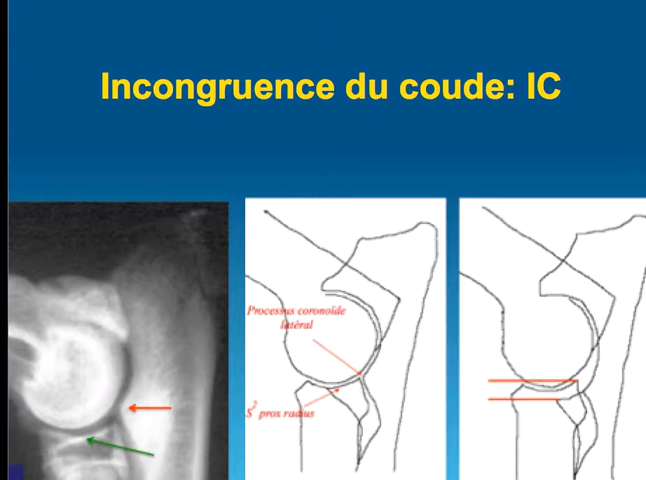 Incongruence du coude: IC
Processus coronoïde
latéral
S² prox radius